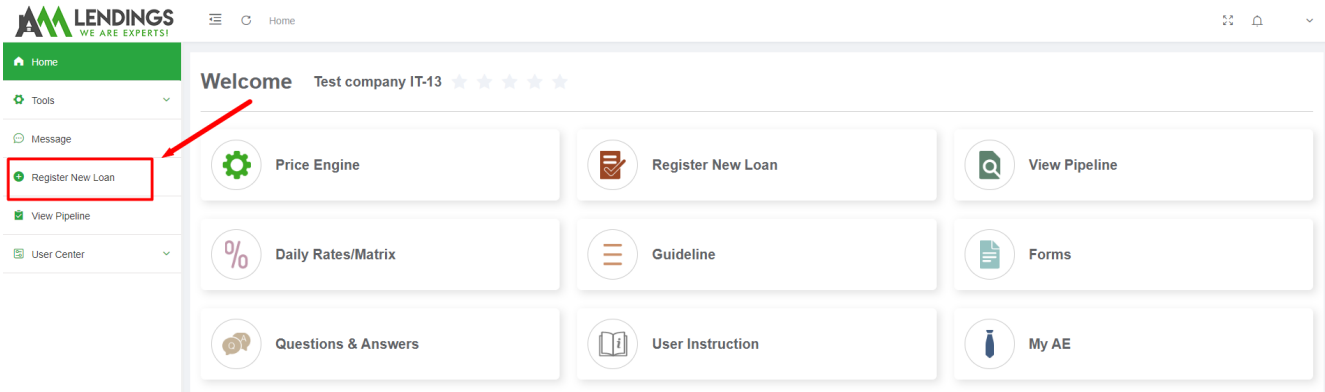 AAA LENDINGS
WE ARE EXPERTS!
Home
Home
Tools
Message
Register New Loan
View Pipeline
User Center
Welcome Test company IT-13
Price Engine
Register New Loan
View Pipeline
Daily Rates/Matrix
Guideline
Forms
Questions & Answers
User Instruction
My AE